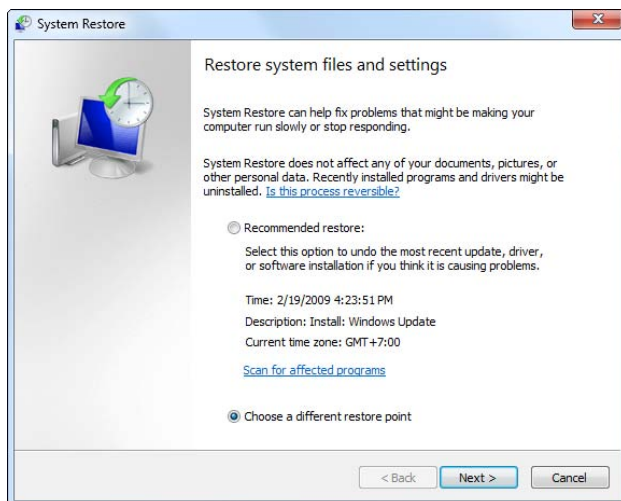 System Restore
Restore system files and settings
System Restore can help fix problems that might be making your
computer run slowly or stop responding.
System Restore does not affect any of your documents, pictures, or
other personal data. Recently installed programs and drivers might be
uninstalled. Is this process reversible?
Recommended restore:
Select this option to undo the most recent update, driver,
or software installation if you think it is causing problems.
Time: 2/19/2009 4:23:51 PM
Description: Install: Windows Update
Current time zone: GMT+7:00
Scan for affected programs
Choose a different restore point
< Back Next > Cancel